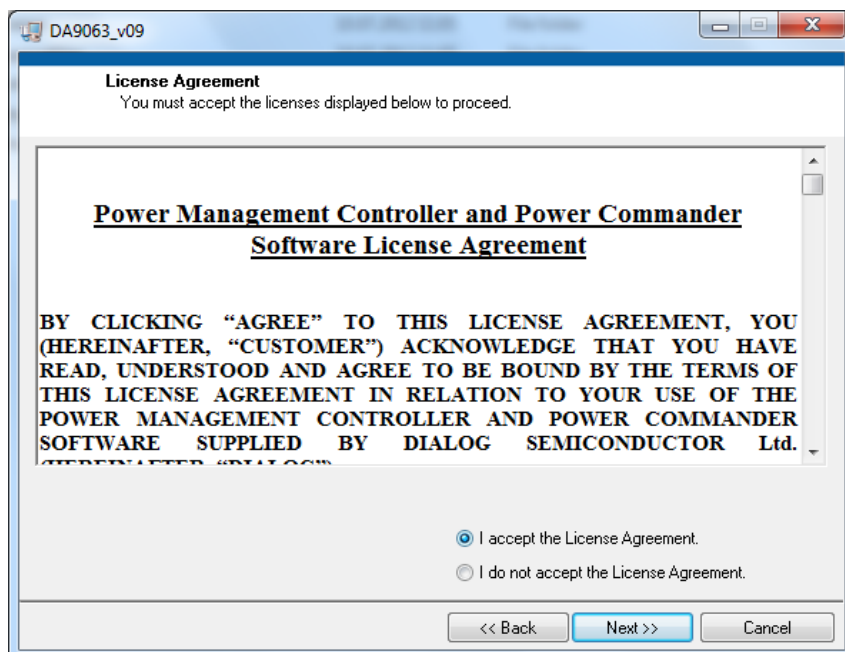 DA9063_v09
License Agreement
You must accept the licenses displayed below to proceed.
Power Management Controller and Power Commander
Software License Agreement
BY CLICKING “AGREE” TO THIS LICENSE AGREEMENT, YOU
(HEREINAFTER, “CUSTOMER”) ACKNOWLEDGE THAT YOU HAVE
READ, UNDERSTOOD AND AGREE TO BE BOUND BY THE TERMS OF
THIS LICENSE AGREEMENT IN RELATION TO YOUR USE OF THE
POWER MANAGEMENT CONTROLLER AND POWER COMMANDER
SOFTWARE SUPPLIED BY DIALOG SEMICONDUCTOR Ltd.
(HEREINAFTER, “DIALOG”)
I accept the License Agreement.
I do not accept the License Agreement.
<< Back Next >> Cancel